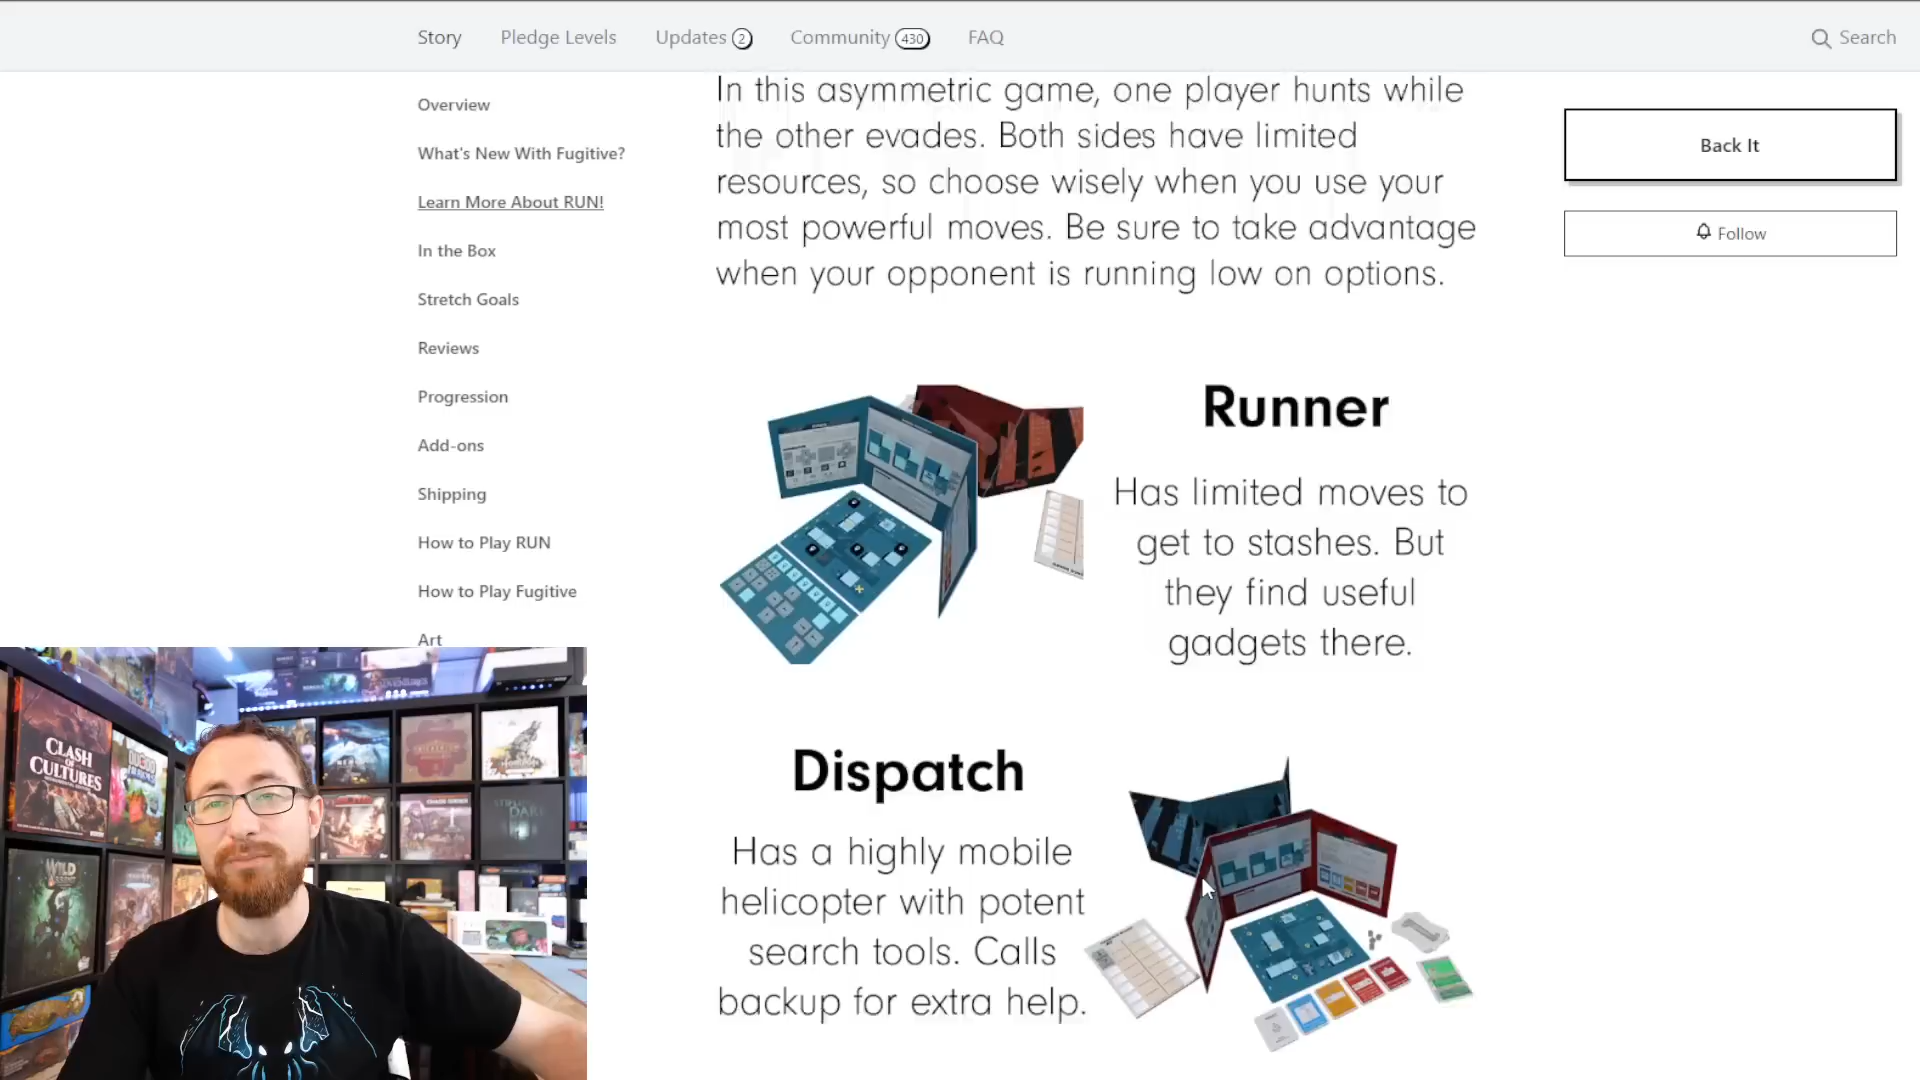 Story
Pledge Levels
Updates 2
Community 430
FAQ
Search
Overview
What's New With Fugitive?
Learn More About RUN!
In the Box
Stretch Goals
Reviews
Progression
Add-ons
Shipping
How to Play RUN
How to Play Fugitive
Art
In this asymmetric game, one player hunts while
the other evades. Both sides have limited
resources, so choose wisely when you use your
most powerful moves. Be sure to take advantage
when your opponent is running low on options.
Runner
Has limited moves to
get to stashes. But
they find useful
gadgets there.
Dispatch
Has a highly mobile
helicopter with potent
search tools. Calls
backup for extra help.
Back It
Follow
CLASH
OF
CULTURES
WILD